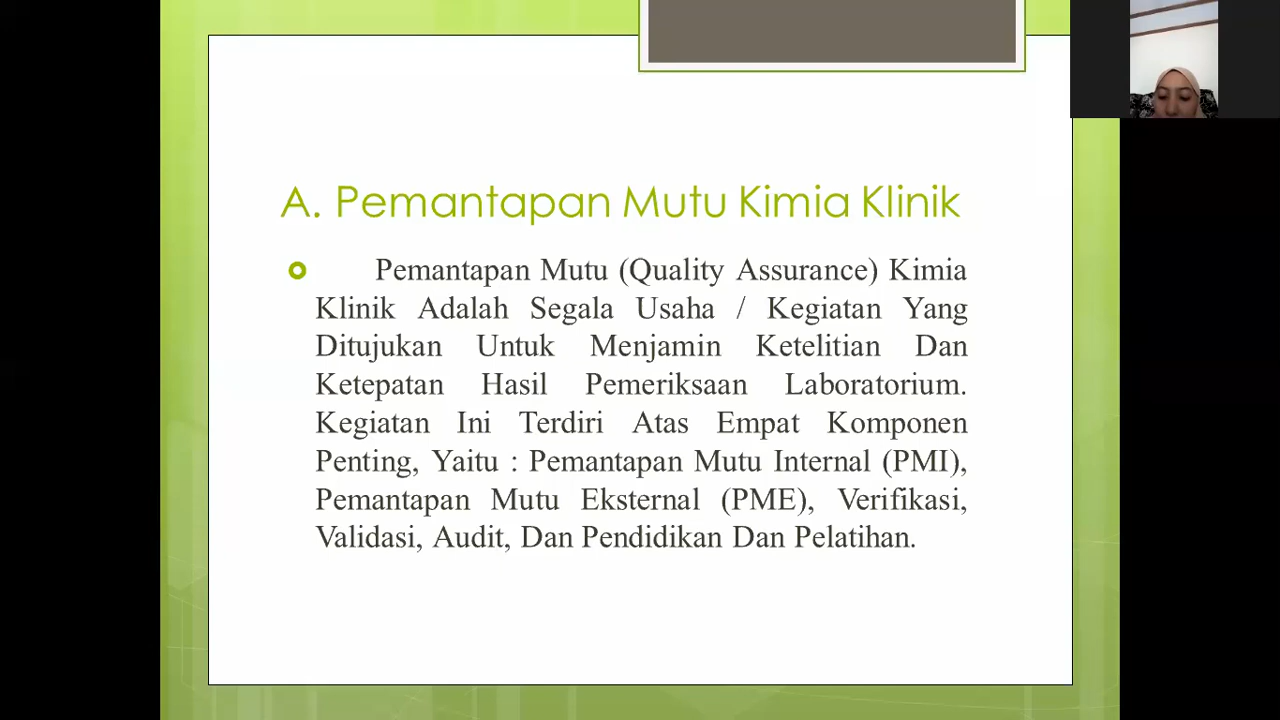 A. Pemantapan Mutu Kimia Klinik
Pemantapan Mutu (Quality Assurance) Kimia
Klinik Adalah Segala Usaha / Kegiatan Yang
Ditujukan Untuk Menjamin Ketelitian Dan
Ketepatan Hasil Pemeriksaan Laboratorium.
Kegiatan Ini Terdiri Atas Empat Komponen
Penting, Yaitu : Pemantapan Mutu Internal (PMI),
Pemantapan Mutu Eksternal (PME), Verifikasi,
Validasi, Audit, Dan Pendidikan Dan Pelatihan.